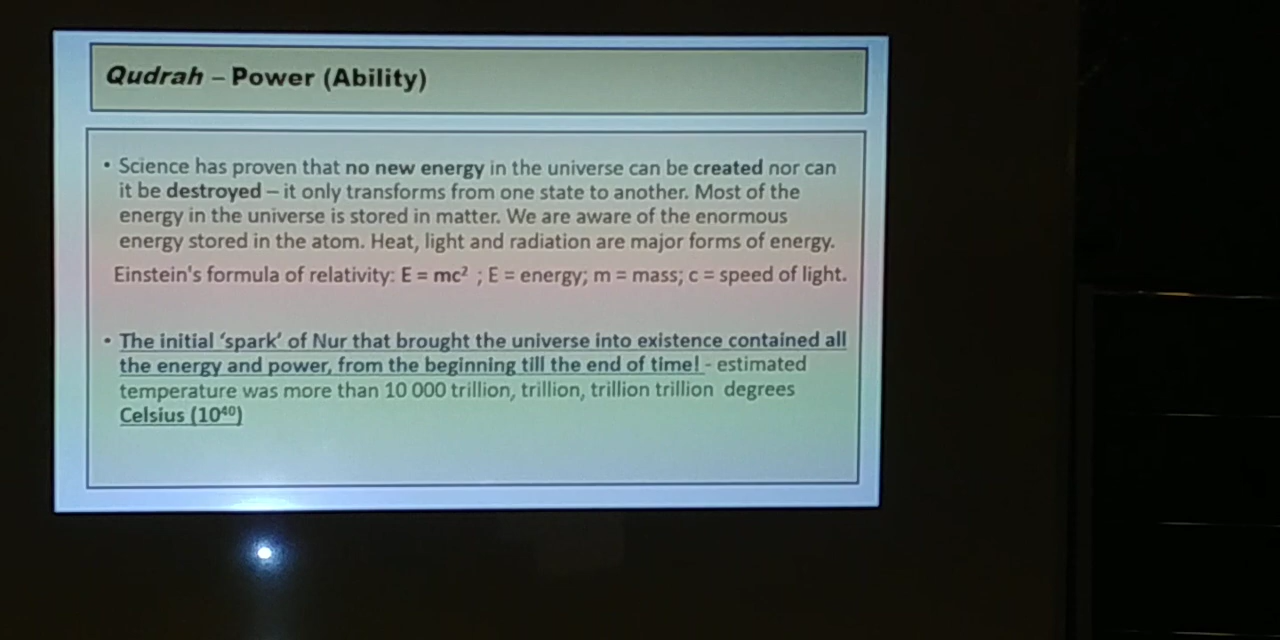 Qudrah – Power (Ability)
• Science has proven that no new energy in the universe can be created nor can
it be destroyed – it only transforms from one state to another. Most of the
energy in the universe is stored in matter. We are aware of the enormous
energy stored in the atom. Heat, light and radiation are major forms of energy.
Einstein's formula of relativity: E = mc² ; E = energy; m = mass; c = speed of light.
• The initial ‘spark’ of Nur that brought the universe into existence contained all
the energy and power, from the beginning till the end of time! - estimated
temperature was more than 10 000 trillion, trillion, trillion trillion degrees
Celsius (10⁴⁰)